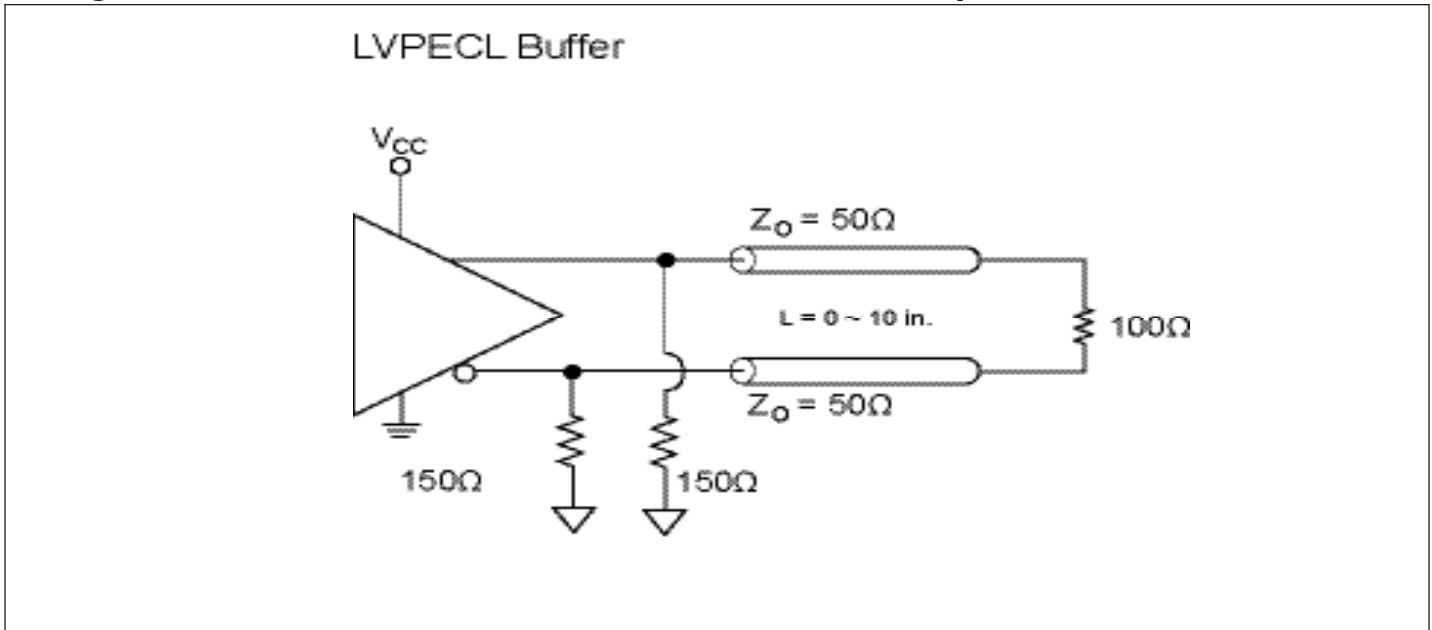 LVPECL Buffer
VCC
ZO = 50Ω
L = 0 ~ 10 in.
100Ω
ZO = 50Ω
150Ω
150Ω